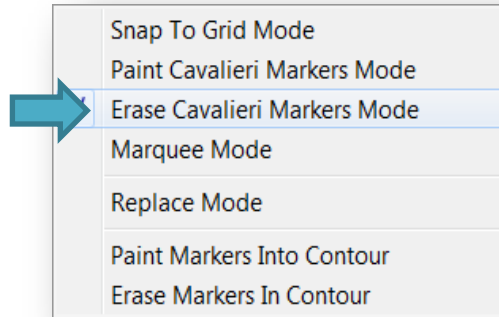 Snap To Grid Mode
Paint Cavalieri Markers Mode
Erase Cavalieri Markers Mode
Marquee Mode
Replace Mode
Paint Markers Into Contour
Erase Markers In Contour